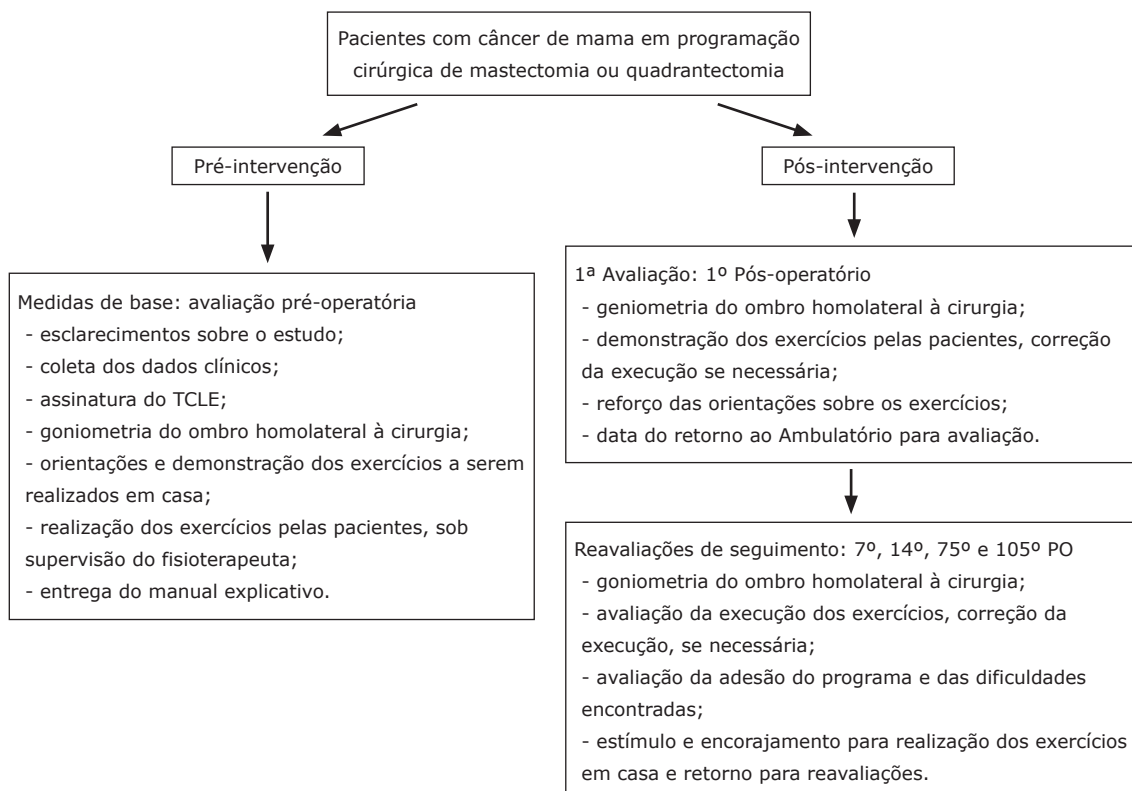 Pacientes com câncer de mama em programação
cirúrgica de mastectomia ou quadrantectomia
Pré-intervenção
Pós-intervenção
Medidas de base: avaliação pré-operatória
- esclarecimentos sobre o estudo;
- coleta dos dados clínicos;
- assinatura do TCLE;
- goniometria do ombro homolateral à cirurgia;
- orientações e demonstração dos exercícios a serem
realizados em casa;
- realização dos exercícios pelas pacientes, sob
supervisão do fisioterapeuta;
- entrega do manual explicativo.
1ª Avaliação: 1º Pós-operatório
- geniometria do ombro homolateral à cirurgia;
- demonstração dos exercícios pelas pacientes, correção
da execução se necessária;
- reforço das orientações sobre os exercícios;
- data do retorno ao Ambulatório para avaliação.
Reavaliações de seguimento: 7º, 14º, 75º e 105º PO
- goniometria do ombro homolateral à cirurgia;
- avaliação da execução dos exercícios, correção da
execução, se necessária;
- avaliação da adesão do programa e das dificuldades
encontradas;
- estímulo e encorajamento para realização dos exercícios
em casa e retorno para reavaliações.